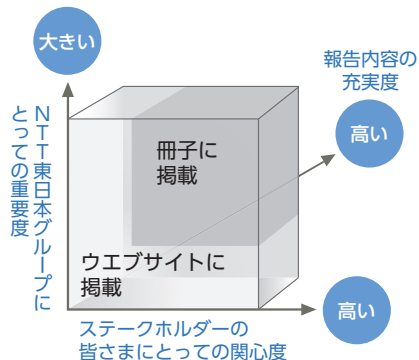 大きい
報告内容の
充実度
高い
NTT東日本グループに
とっての重要度
冊子に
掲載
ウエブサイトに
掲載
高い
ステークホルダーの
皆さまにとっての関心度